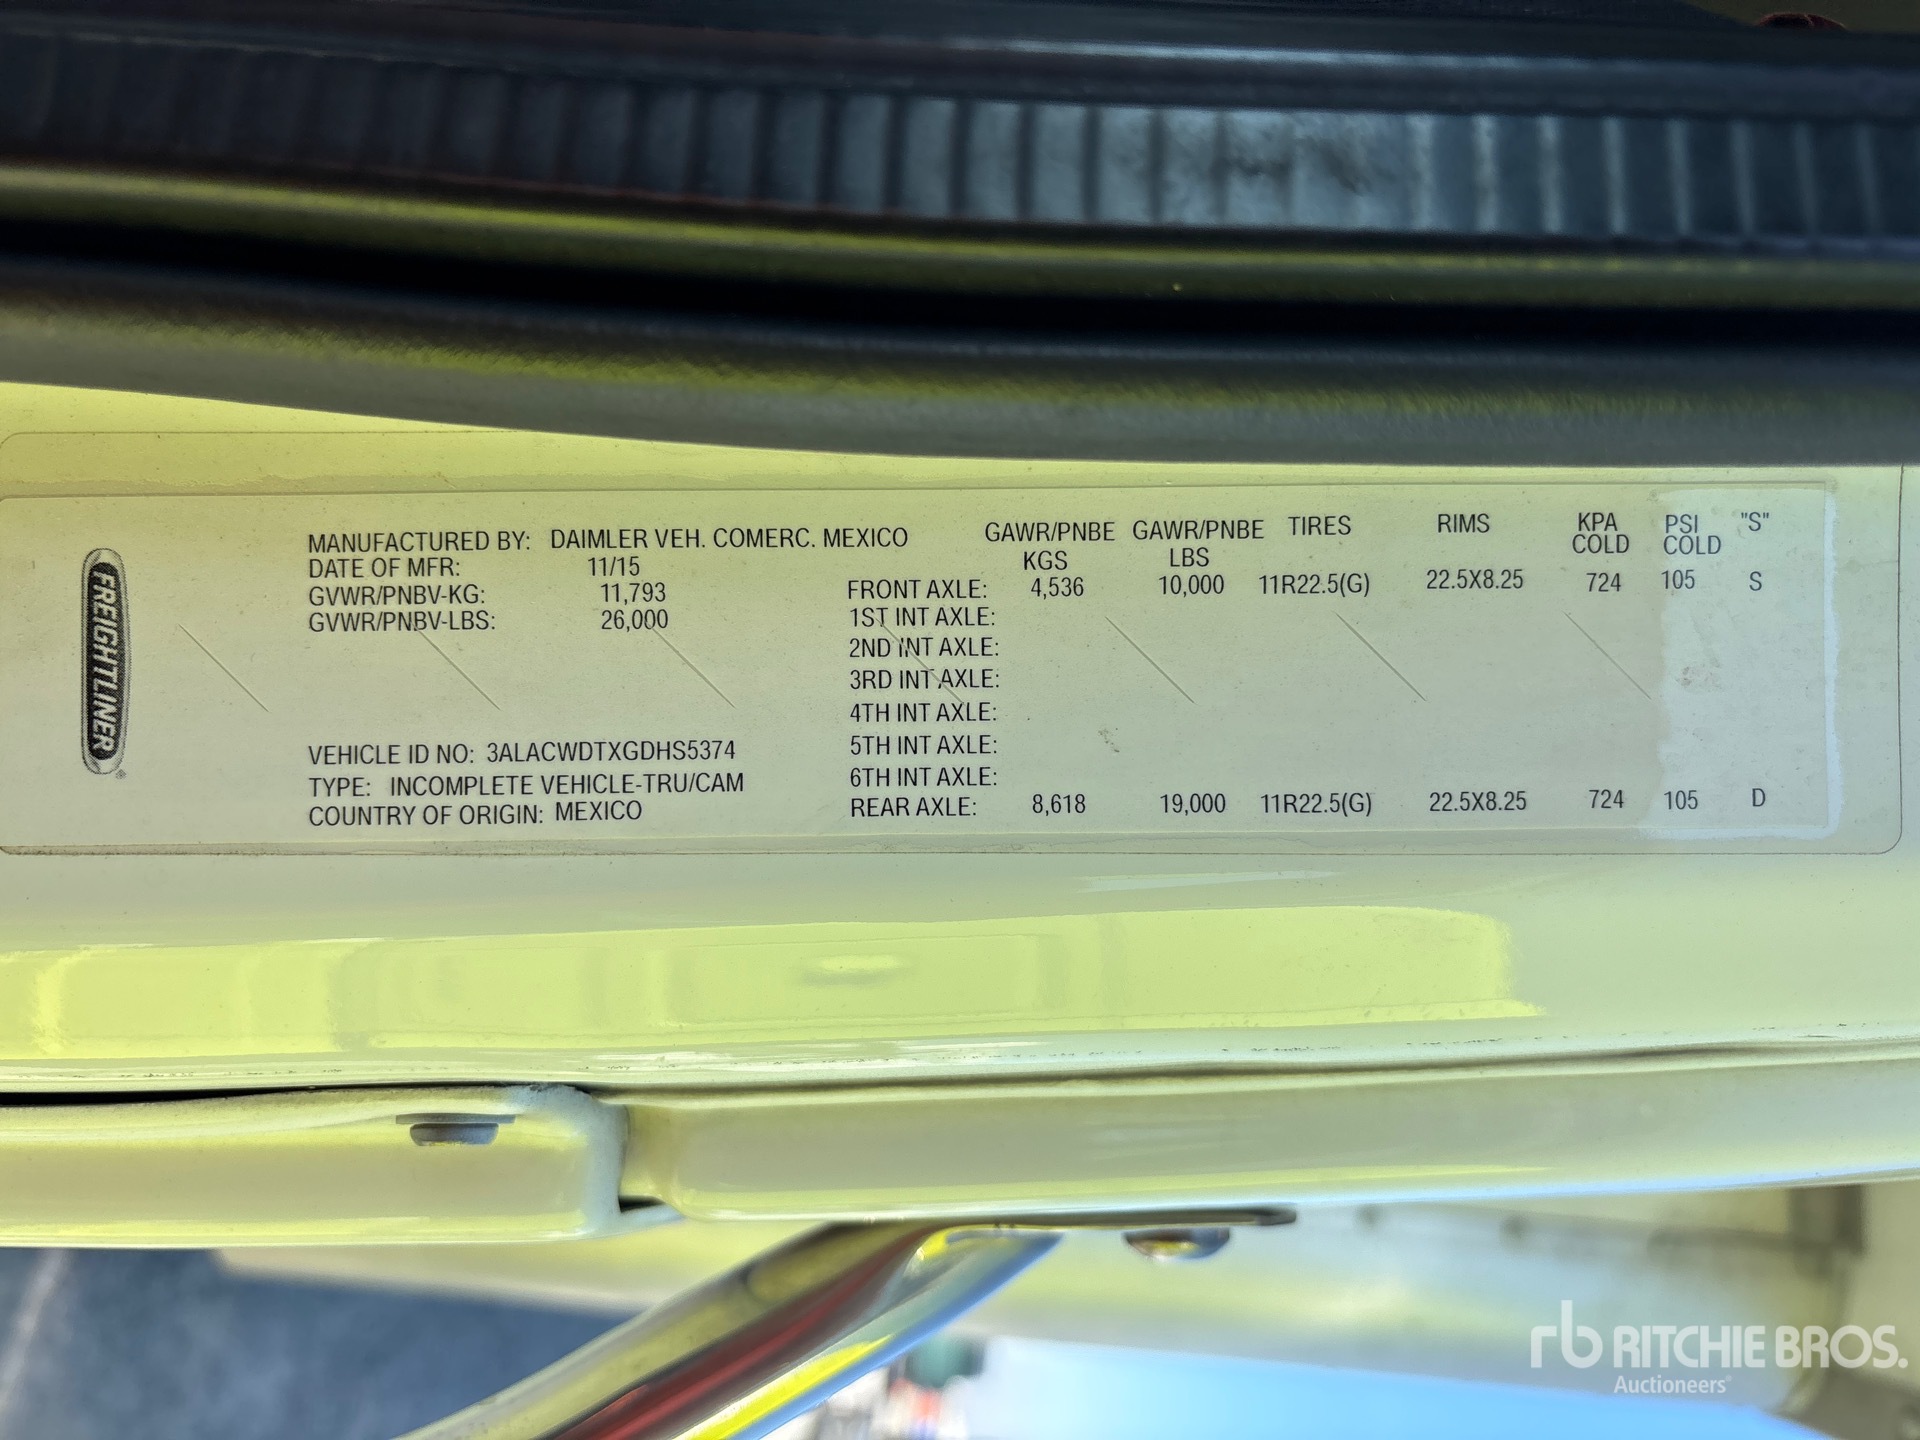 FREIGHTLINER®
MANUFACTURED BY: DAIMLER VEH. COMERC. MEXICO
DATE OF MFR: 11/15
GVWR/PNBV-KG: 11,793
GVWR/PNBV-LBS: 26,000
VEHICLE ID NO: 3ALACWDTXGDHS5374
TYPE: INCOMPLETE VEHICLE-TRU/CAM
COUNTRY OF ORIGIN: MEXICO
GAWR/PNBE GAWR/PNBE TIRES RIMS KPA PSI "S"
KGS LBS COLD COLD
FRONT AXLE: 4,536 10,000 11R22.5(G) 22.5X8.25 724 105 S
1ST INT AXLE:
2ND INT AXLE:
3RD INT AXLE:
4TH INT AXLE:
5TH INT AXLE:
6TH INT AXLE:
REAR AXLE: 8,618 19,000 11R22.5(G) 22.5X8.25 724 105 D
rb RITCHIE BROS.
Auctioneers®